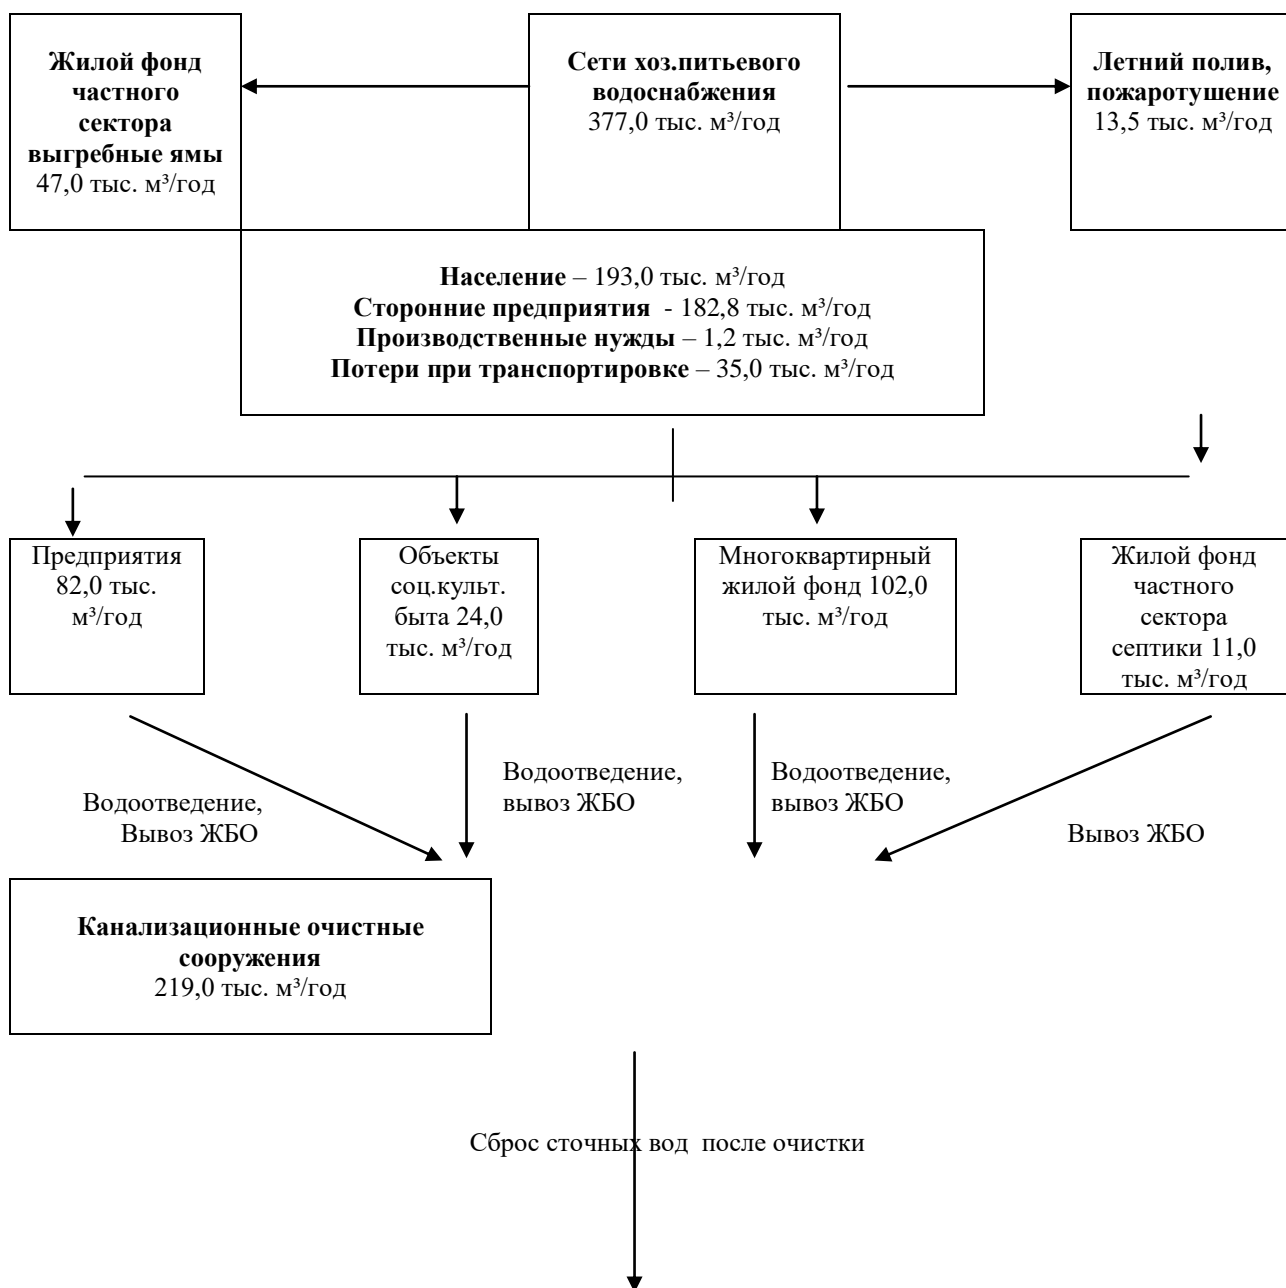 Жилой фонд
частного
сектора
выгребные ямы
47,0 тыс. м³/год
Сети хоз.питьевого
водоснабжения
377,0 тыс. м³/год
Летний полив,
пожаротушение
13,5 тыс. м³/год
Население – 193,0 тыс. м³/год
Сторонние предприятия - 182,8 тыс. м³/год
Производственные нужды – 1,2 тыс. м³/год
Потери при транспортировке – 35,0 тыс. м³/год
Предприятия
82,0 тыс.
м³/год
Объекты
соц.культ.
быта 24,0
тыс. м³/год
Многоквартирный
жилой фонд 102,0
тыс. м³/год
Жилой фонд
частного
сектора
септики 11,0
тыс. м³/год
Водоотведение,
Вывоз ЖБО
Водоотведение,
вывоз ЖБО
Водоотведение,
вывоз ЖБО
Вывоз ЖБО
Канализационные очистные
сооружения
219,0 тыс. м³/год
Сброс сточных вод после очистки